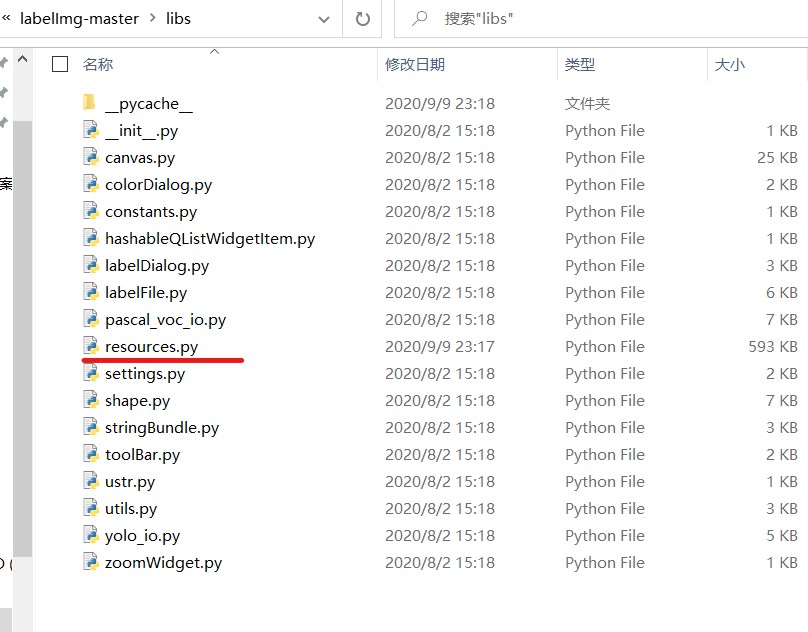 « labelImg-master > libs 搜索"libs"
名称 修改日期 类型 大小
__pycache__ 2020/9/9 23:18 文件夹
__init__.py 2020/8/2 15:18 Python File 1 KB
canvas.py 2020/8/2 15:18 Python File 25 KB
colorDialog.py 2020/8/2 15:18 Python File 2 KB
案 constants.py 2020/8/2 15:18 Python File 1 KB
hashableQListWidgetItem.py 2020/8/2 15:18 Python File 1 KB
labelDialog.py 2020/8/2 15:18 Python File 3 KB
labelFile.py 2020/8/2 15:18 Python File 6 KB
pascal_voc_io.py 2020/8/2 15:18 Python File 7 KB
resources.py 2020/9/9 23:17 Python File 593 KB
settings.py 2020/8/2 15:18 Python File 2 KB
shape.py 2020/8/2 15:18 Python File 7 KB
stringBundle.py 2020/8/2 15:18 Python File 3 KB
toolBar.py 2020/8/2 15:18 Python File 2 KB
ustr.py 2020/8/2 15:18 Python File 1 KB
utils.py 2020/8/2 15:18 Python File 3 KB
yolo_io.py 2020/8/2 15:18 Python File 5 KB
zoomWidget.py 2020/8/2 15:18 Python File 1 KB